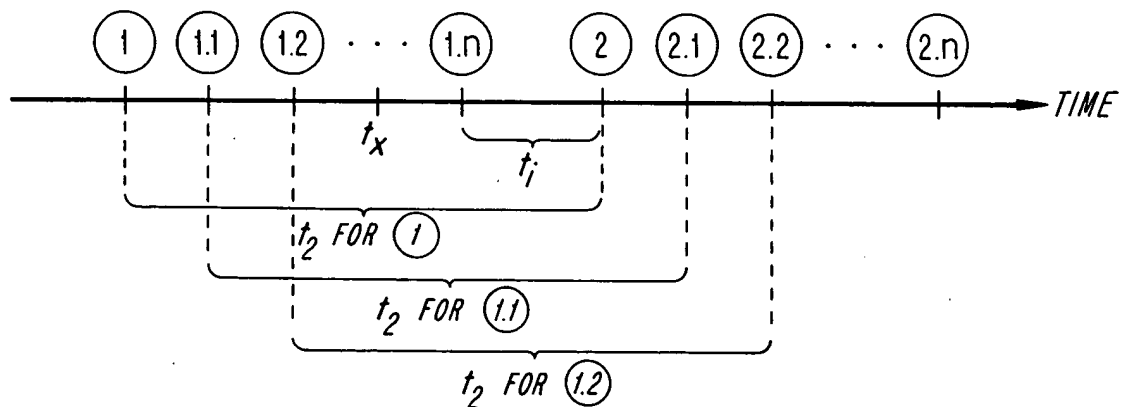 1 1.1 1.2 · · · 1.n 2 2.1 2.2 · · · 2.n
TIME
tx
ti
t2 FOR 1
t2 FOR 1.1
t2 FOR 1.2